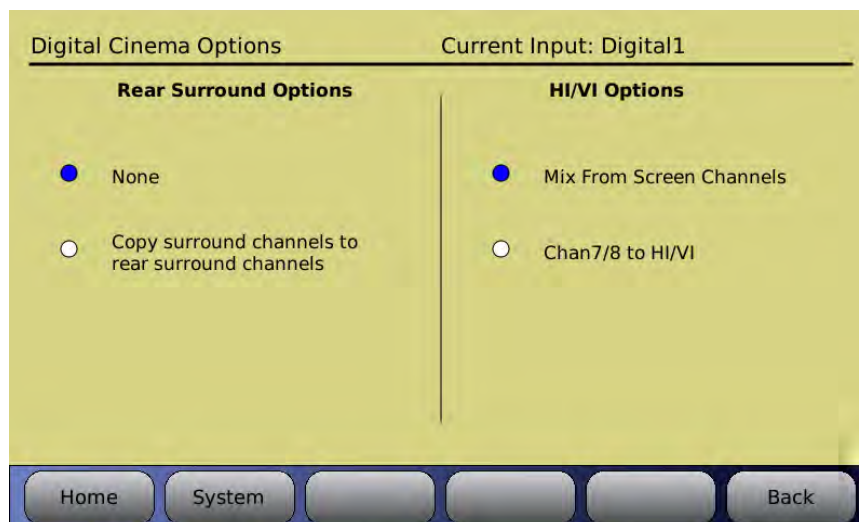 Digital Cinema Options
Current Input: Digital1
Rear Surround Options
None
Copy surround channels to
rear surround channels
HI/VI Options
Mix From Screen Channels
Chan7/8 to HI/VI
Home
System
Back